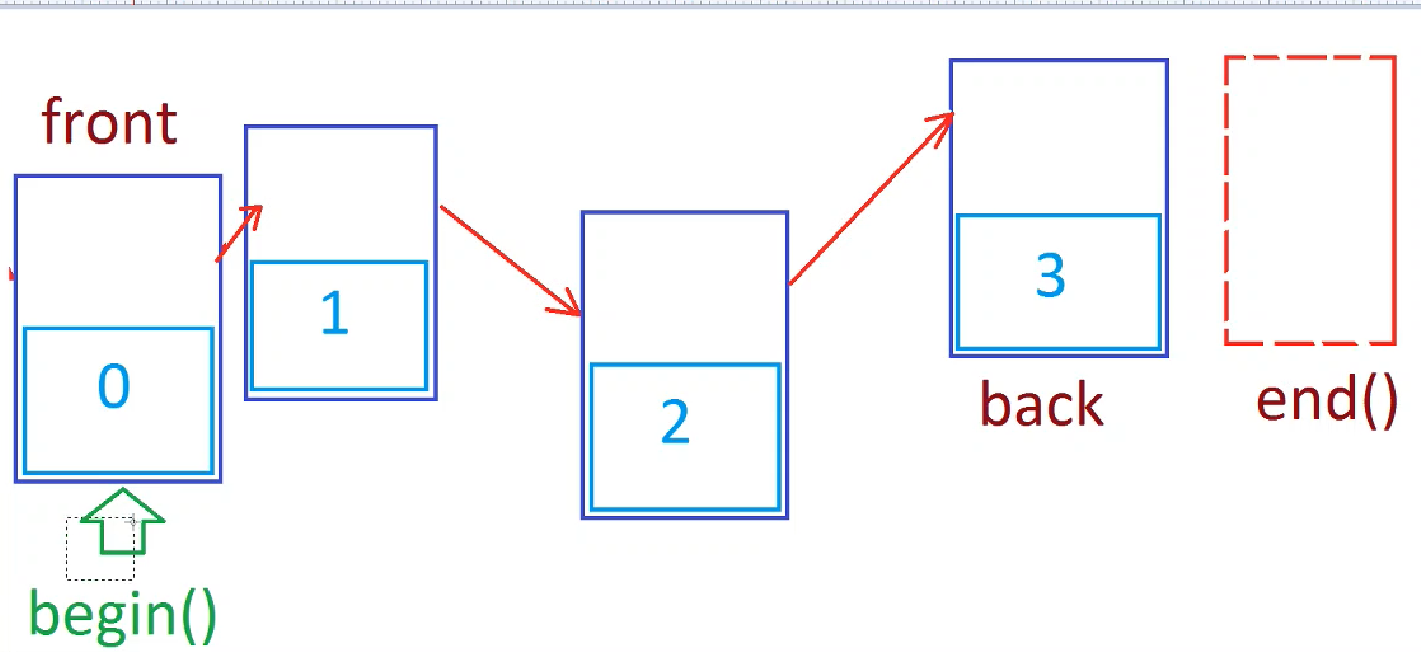 front
0
1
2
3
back
end()
begin()